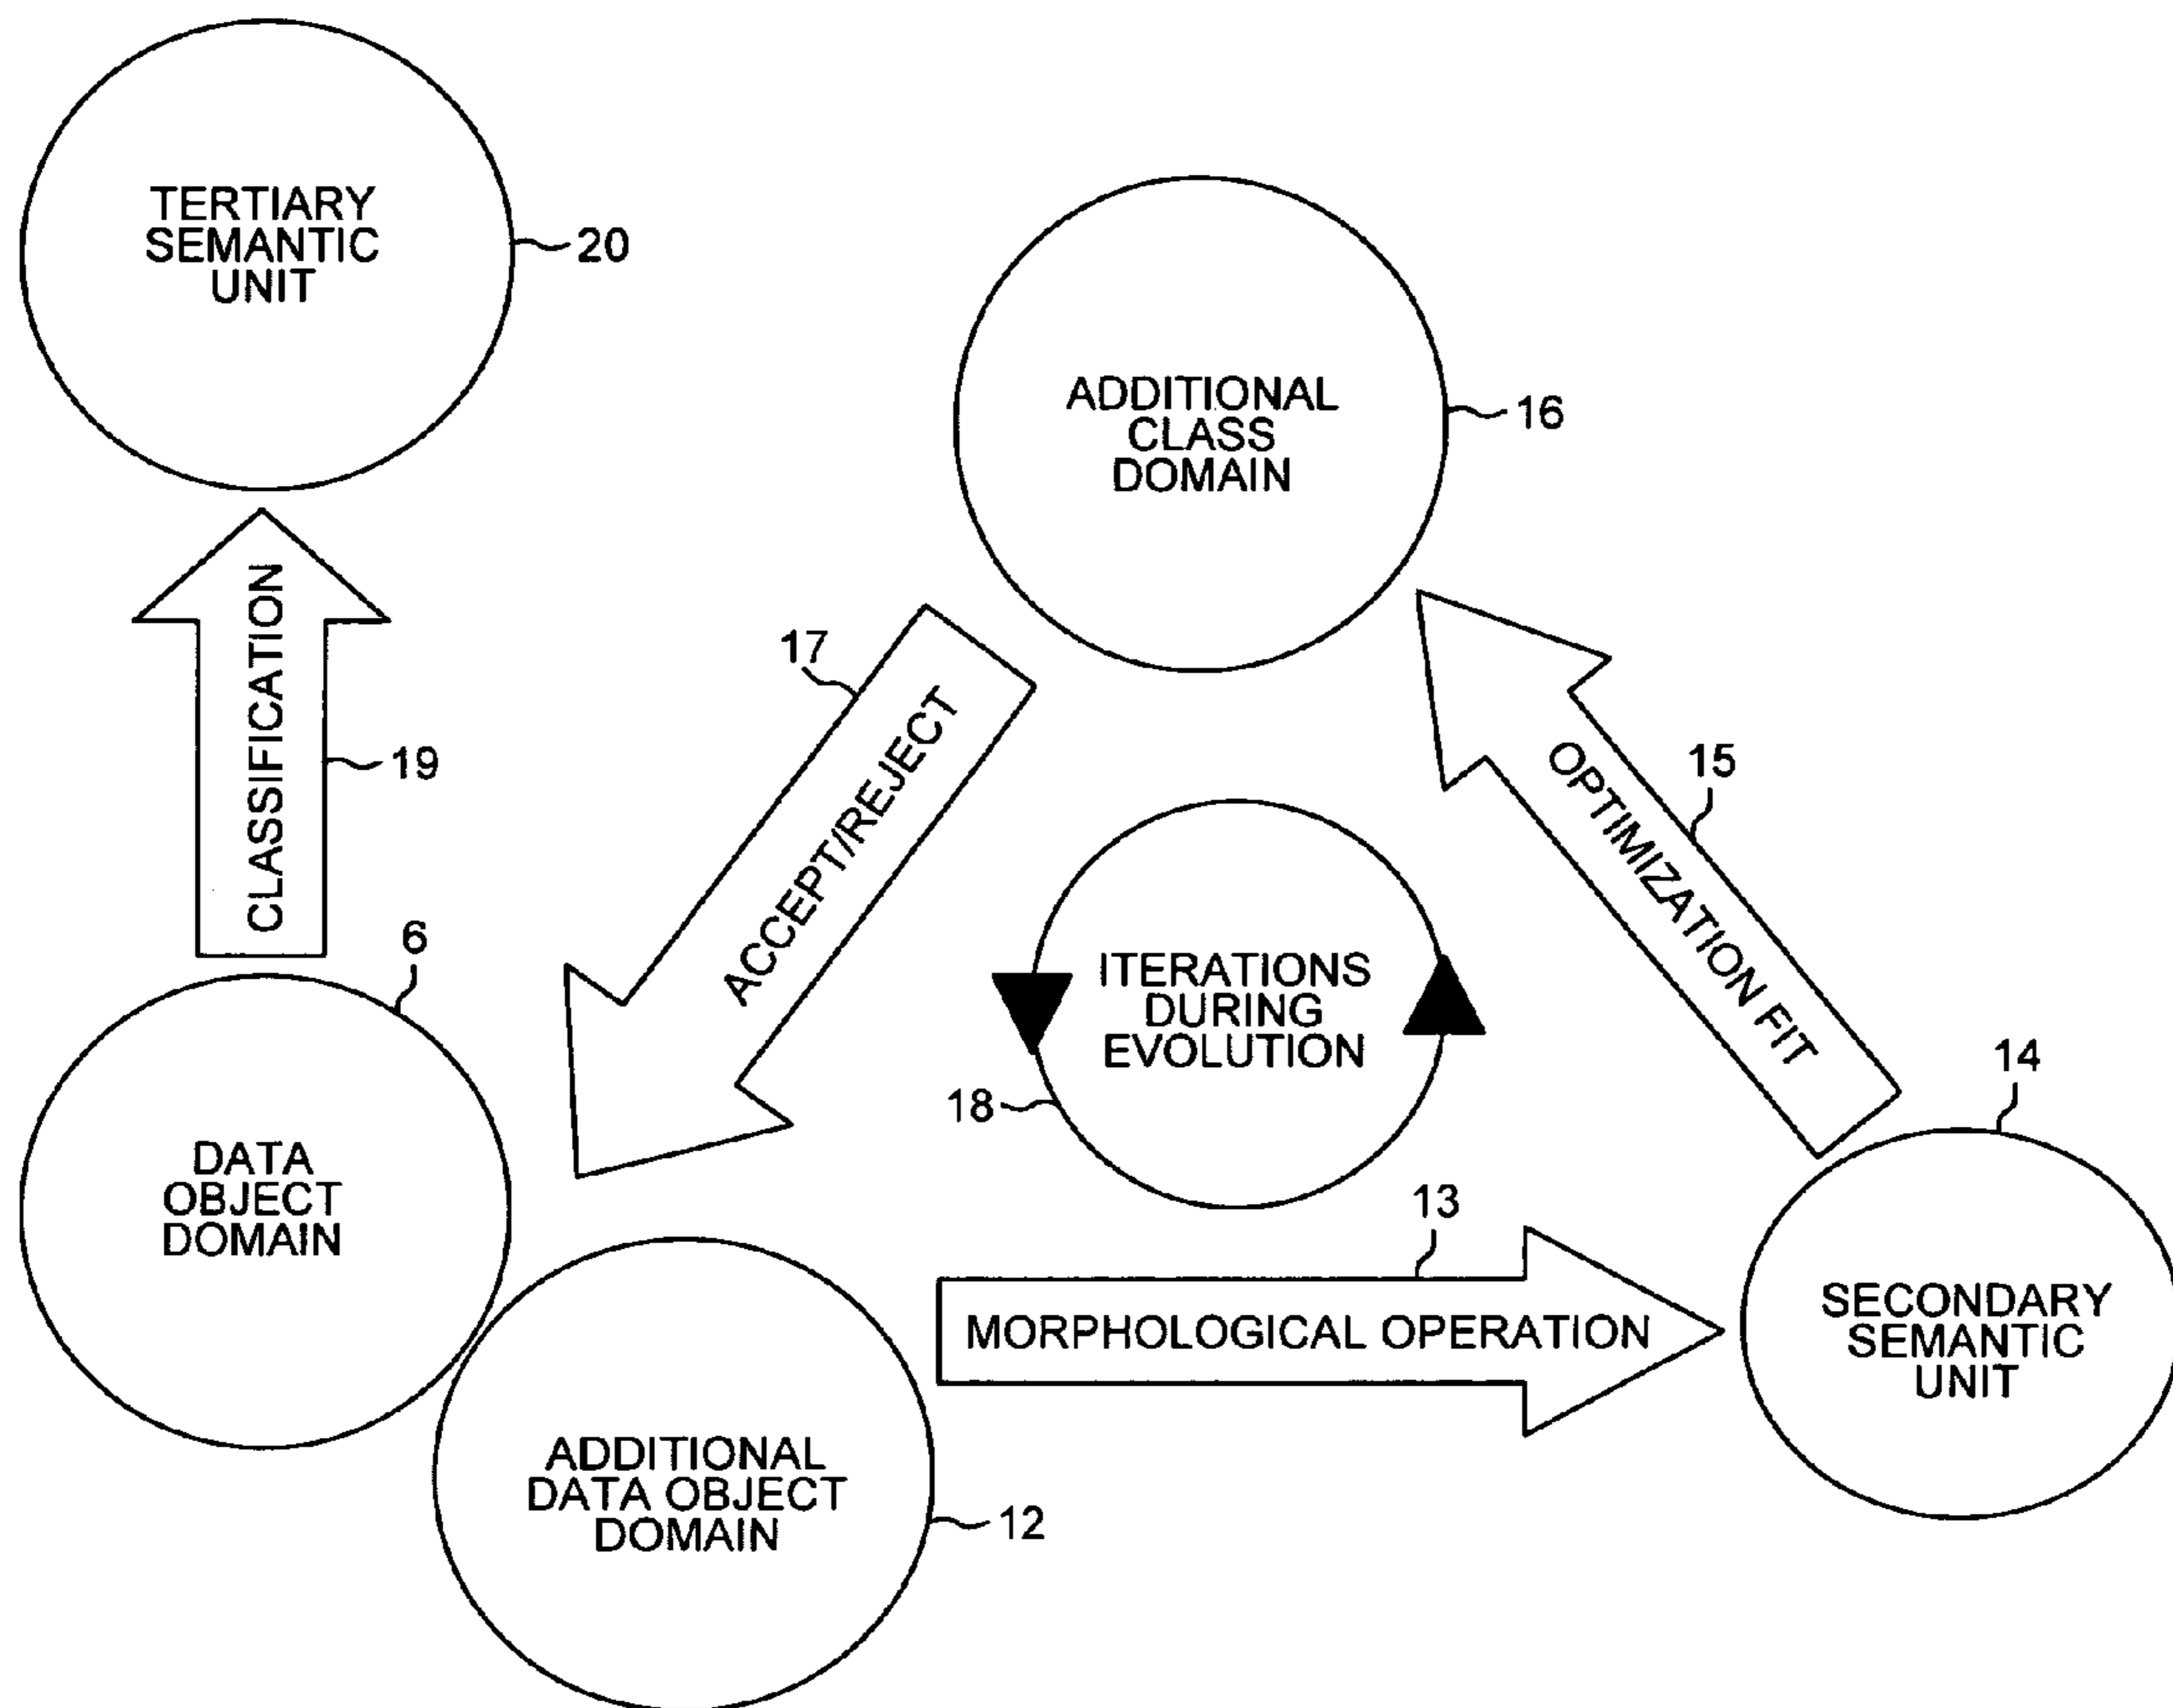 TERTIARY
SEMANTIC
UNIT
20
ADDITIONAL
CLASS
DOMAIN
16
CLASSIFICATION
19
17
ACCEPT/REJECT
15
OPTIMIZATION FIT
6
ITERATIONS
DURING
EVOLUTION
18
14
DATA
OBJECT
DOMAIN
13
MORPHOLOGICAL OPERATION
SECONDARY
SEMANTIC
UNIT
ADDITIONAL
DATA OBJECT
DOMAIN
12